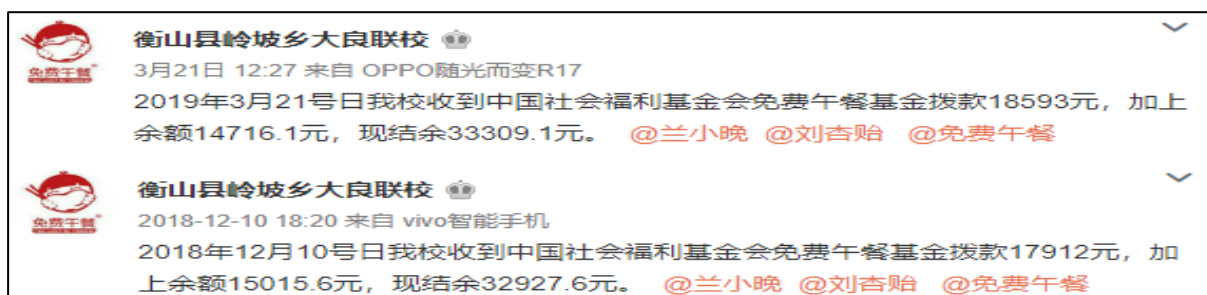 衡山县岭坡乡大良联校
免费午餐
3月21日 12:27 来自 OPPO随光而变R17
2019年3月21号日我校收到中国社会福利基金会免费午餐基金拨款18593元，加上
余额14716.1元，现结余33309.1元。 @兰小晚 @刘杏贻 @免费午餐
衡山县岭坡乡大良联校
免费午餐
2018-12-10 18:20 来自 vivo智能手机
2018年12月10号日我校收到中国社会福利基金会免费午餐基金拨款17912元，加
上余额15015.6元，现结余32927.6元。 @兰小晚 @刘杏贻 @免费午餐